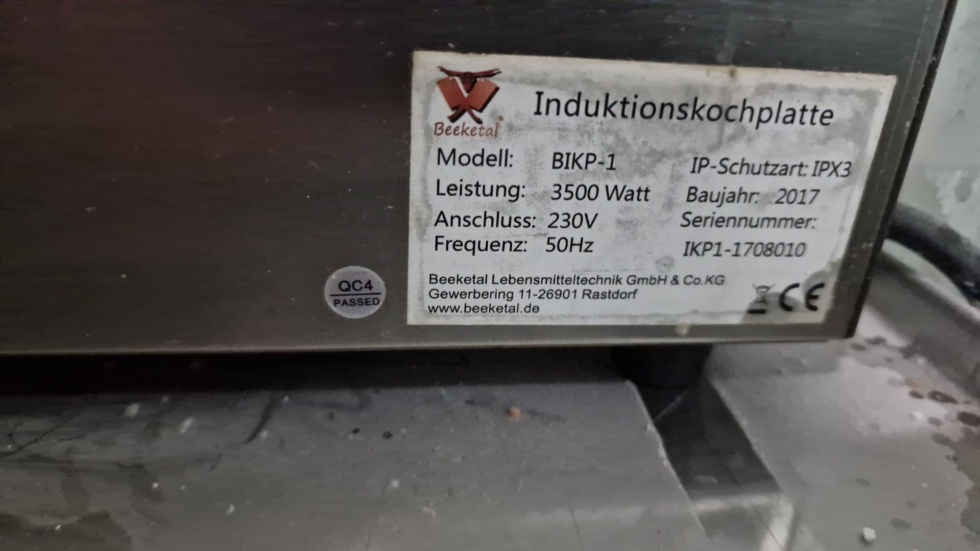 Beeketal®
Induktionskochplatte
Modell: BIKP-1
Leistung: 3500 Watt
Anschluss: 230V
Frequenz: 50Hz
IP-Schutzart: IPX3
Baujahr: 2017
Seriennummer:
IKP1-1708010
Beeketal Lebensmitteltechnik GmbH & Co.KG
Gewerbering 11-26901 Rastdorf
www.beeketal.de
CE
QC4
PASSED